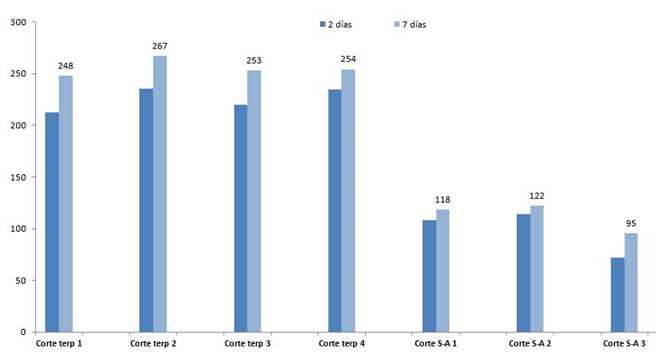 300
250
200
150
100
50
0
2 días
7 días
248
267
253
254
118
122
95
Corte terp 1
Corte terp 2
Corte terp 3
Corte terp 4
Corte S-A 1
Corte S-A 2
Corte S-A 3